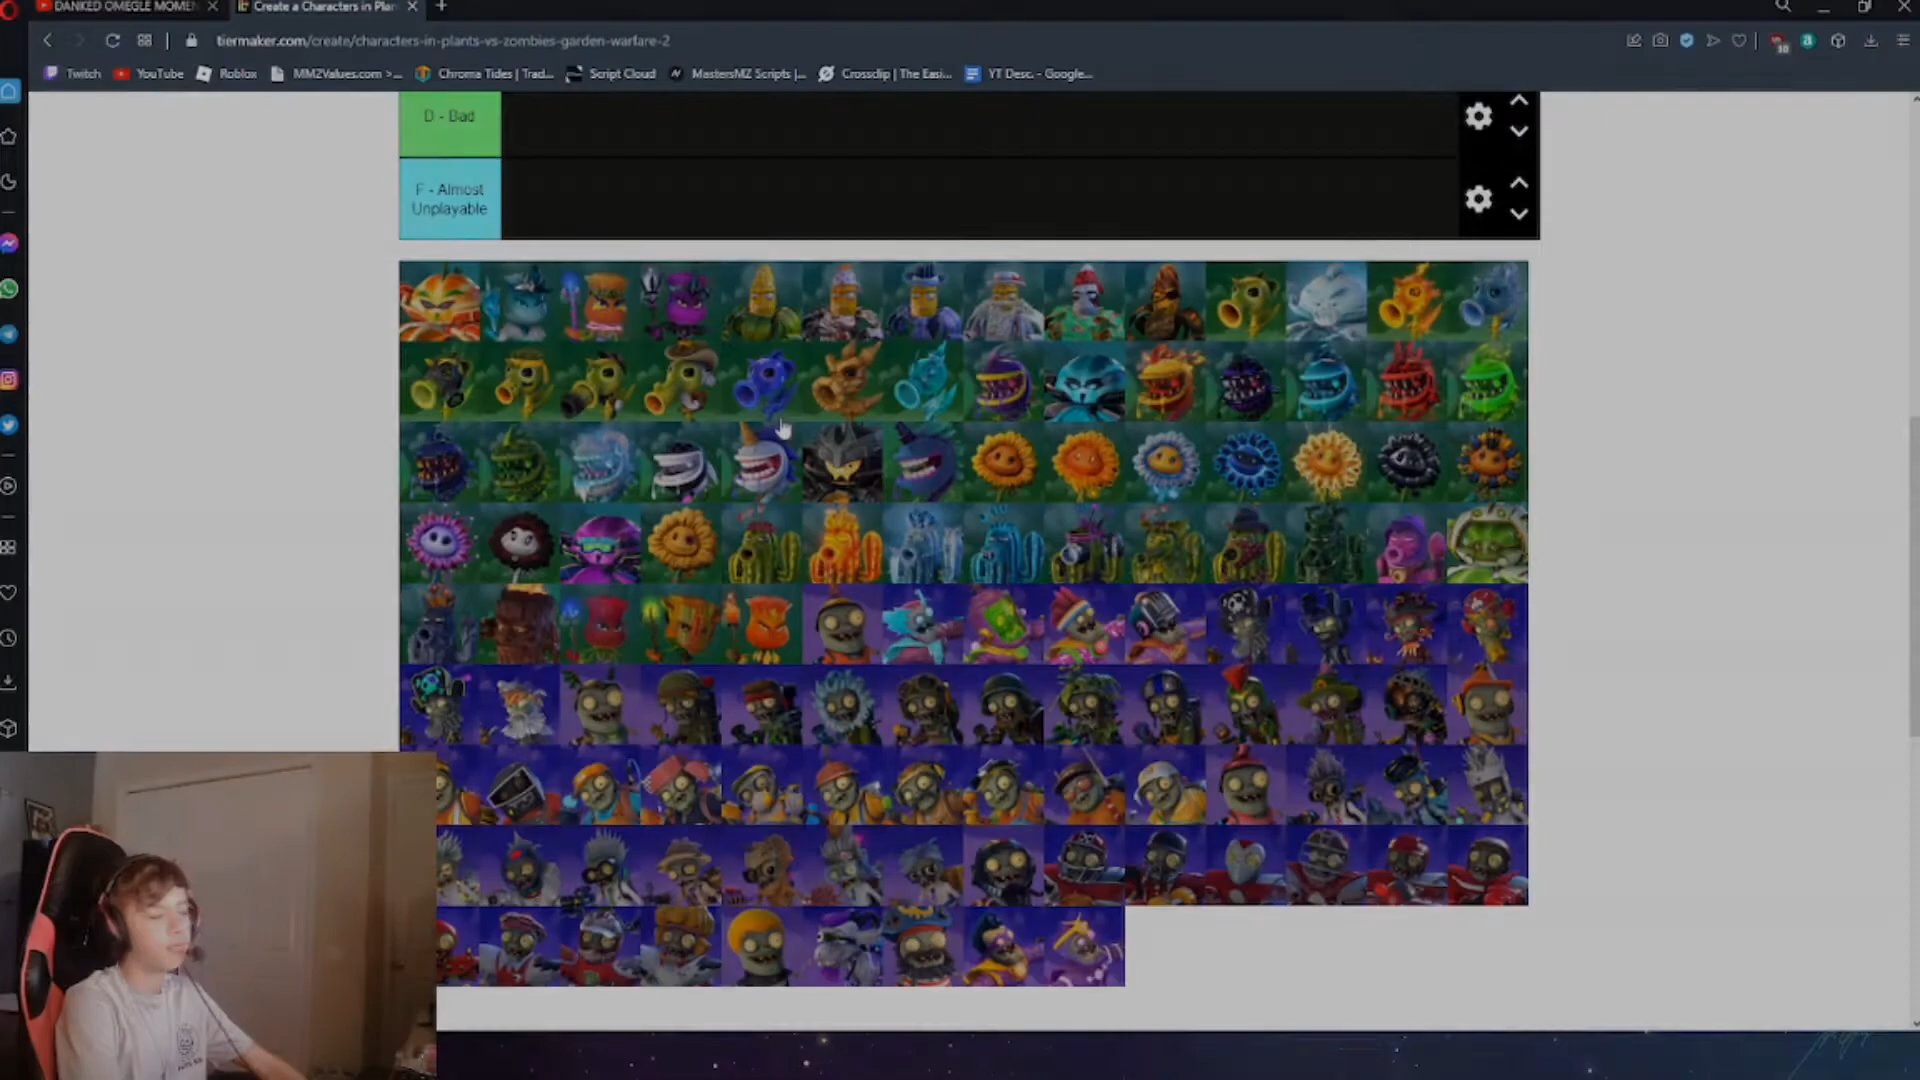 DANKED OMEGLE MOMEN
Create a Characters in Plan
tiermaker.com/create/characters-in-plants-vs-zombies-garden-warfare-2
Twitch
YouTube
Roblox
MM2Values.com >...
Chroma Tides | Trad...
Script Cloud
MastersMZ Scripts |...
Crossclip | The Easi...
YT Desc. - Google...
D - Bad
F - Almost
Unplayable